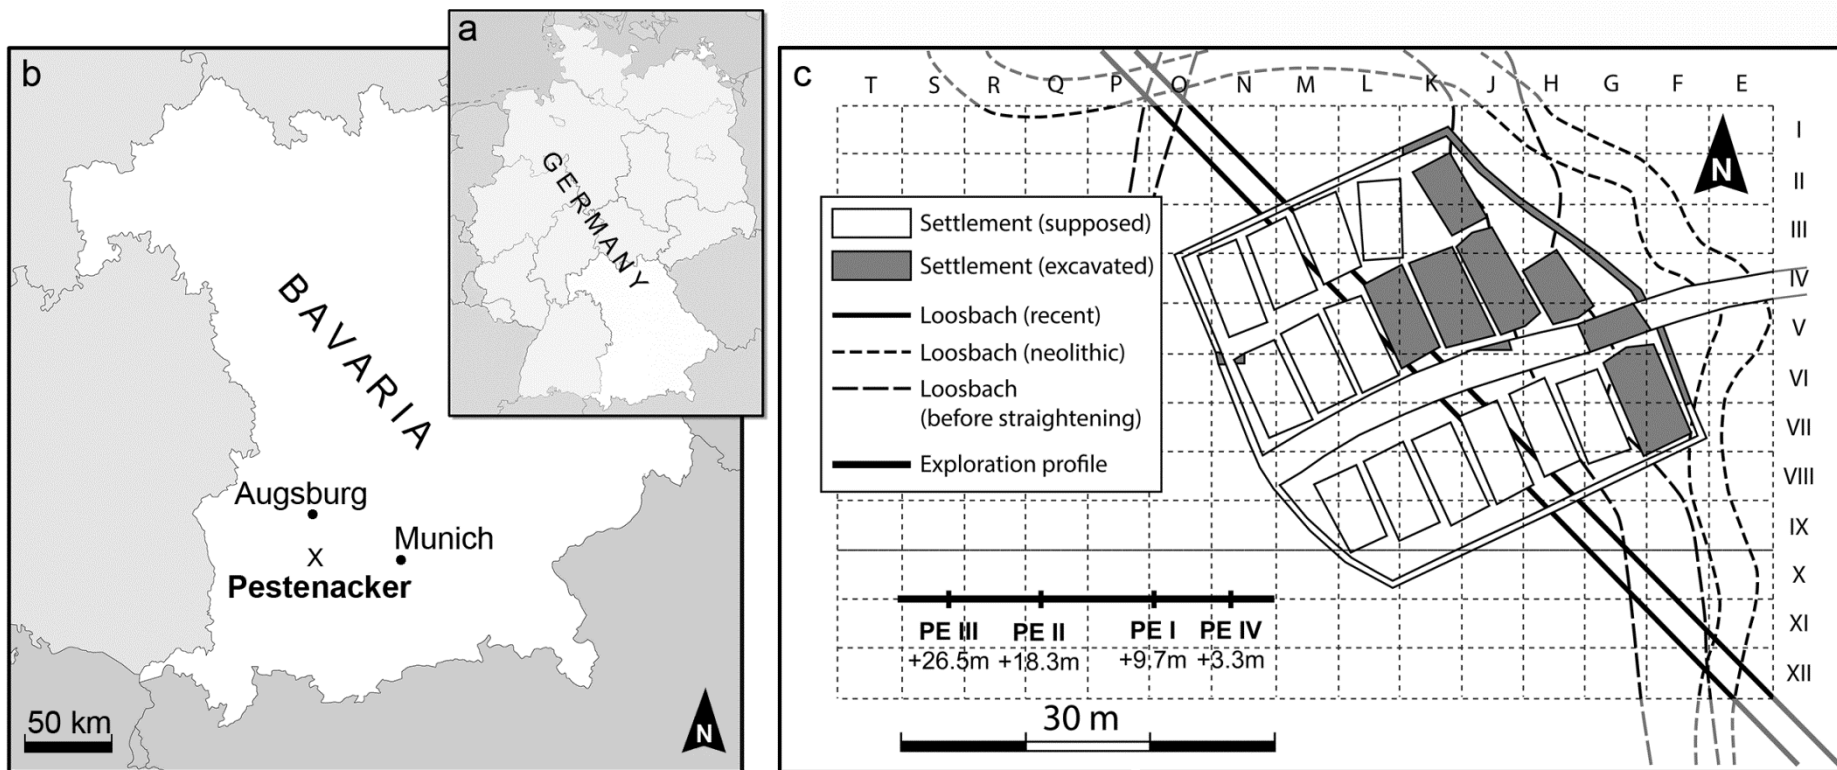 a
GERMANY
b
BAVARIA
Augsburg
Munich
X
Pestenacker
50 km
N
c
T S R Q P O N M L K J H G F E
I
II
III
IV
V
VI
VII
VIII
IX
X
XI
XII
N
Settlement (supposed)
Settlement (excavated)
Loosbach (recent)
Loosbach (neolithic)
Loosbach
(before straightening)
Exploration profile
PE III PE II PE I PE IV
+26.5m +18.3m +9.7m +3.3m
30 m